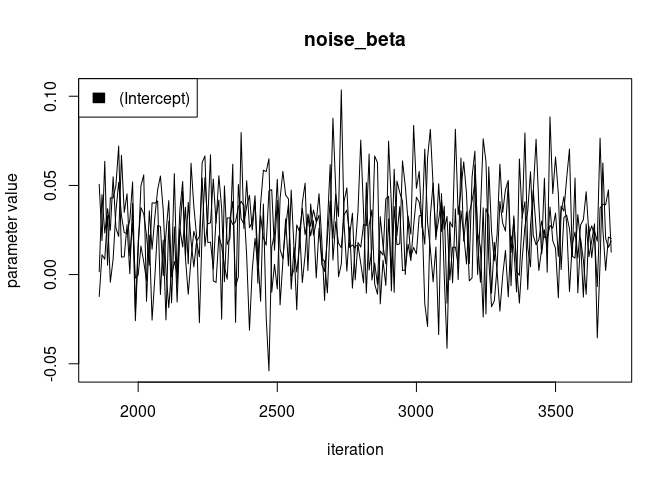 noise_beta
(Intercept)
parameter value
0.10
0.05
0.00
-0.05
2000
2500
3000
3500
iteration